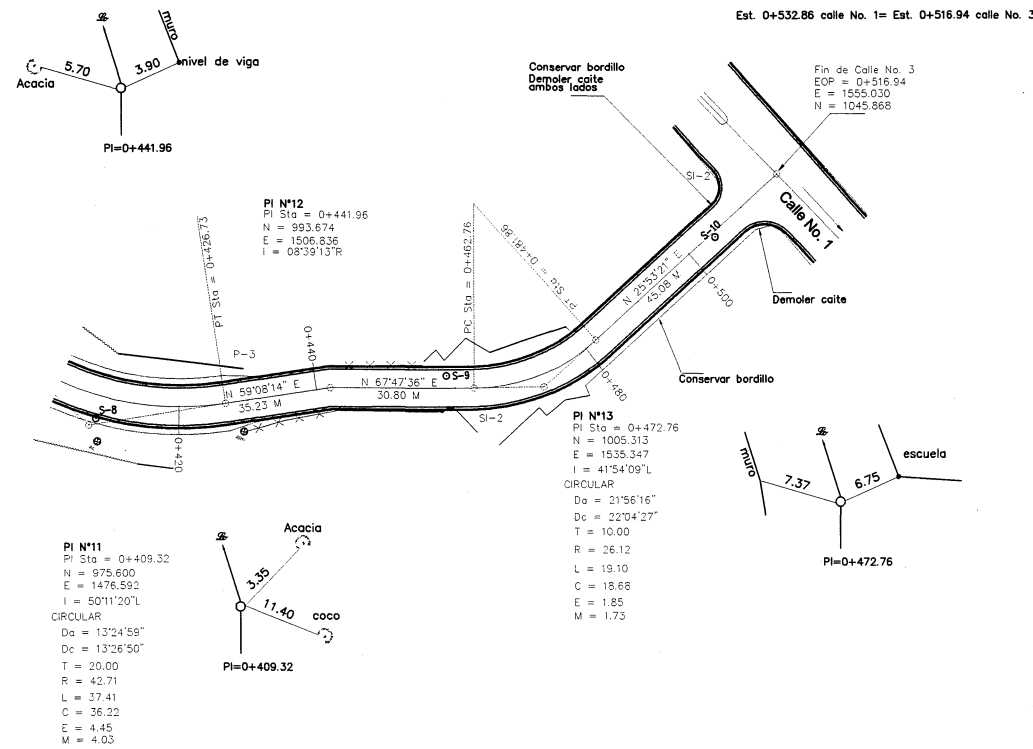 Est. 0+532.86 calle No. 1= Est. 0+516.94 calle No. 3
muro
nivel de viga
5.70
3.90
Acacia
PI=0+441.96
Conservar bordillo
Demoler caite
ambos lados
Fin de Calle No. 3
EOP = 0+516.94
E = 1555.030
N = 1045.868
SI-2
Calle No. 1
S-10
PI N°12
PI Sta = 0+441.96
N = 993.674
E = 1506.836
I = 08°39'13"R
PT Sta = 0+426.73
PC Sta = 0+462.76
PT Sta = 0+481.86
N 25°53'21" E
45.08 M
0+500
Demoler caite
P-3
0+440
N 59°08'14" E
35.23 M
N 67°47'36" E
30.80 M
S-9
SI-2
0+480
Conservar bordillo
S-8
0+420
PI N°13
PI Sta = 0+472.76
N = 1005.313
E = 1535.347
I = 41°54'09"L
CIRCULAR
Da = 21°56'16"
Dc = 22°04'27"
T = 10.00
R = 26.12
L = 19.10
C = 18.68
E = 1.85
M = 1.73
muro
escuela
7.37
6.75
PI=0+472.76
PI N°11
PI Sta = 0+409.32
N = 975.600
E = 1476.592
I = 50°11'20"L
CIRCULAR
Da = 13°24'59"
Dc = 13°26'50"
T = 20.00
R = 42.71
L = 37.41
C = 36.22
E = 4.45
M = 4.03
Acacia
3.35
11.40
coco
PI=0+409.32